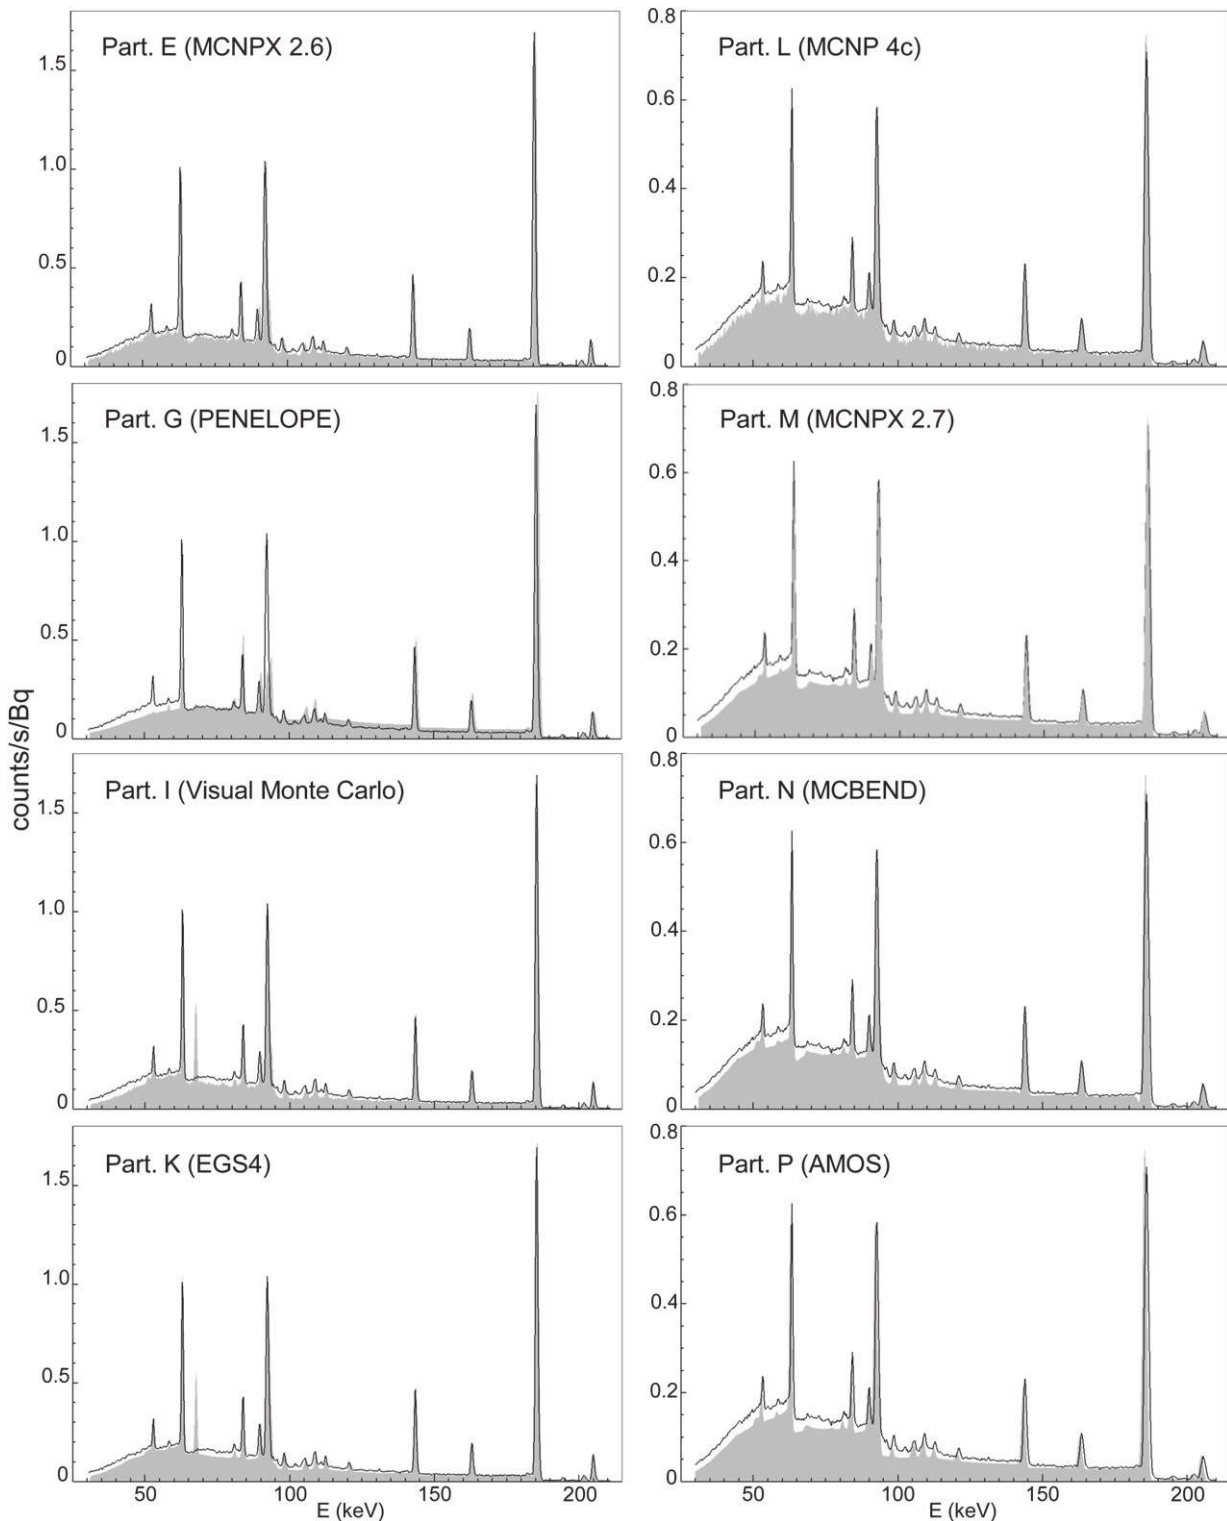 Part. E (MCNPX 2.6)
1.5
1.0
0.5
0
Part. L (MCNP 4c)
0.8
0.6
0.4
0.2
0
Part. G (PENELOPE)
1.5
1.0
0.5
0
Part. M (MCNPX 2.7)
0.8
0.6
0.4
0.2
0
counts/s/Bq
Part. I (Visual Monte Carlo)
1.5
1.0
0.5
0
Part. N (MCBEND)
0.8
0.6
0.4
0.2
0
Part. K (EGS4)
1.5
1.0
0.5
0
50 100 150 200
E (keV)
Part. P (AMOS)
0.8
0.6
0.4
0.2
0
50 100 150 200
E (keV)